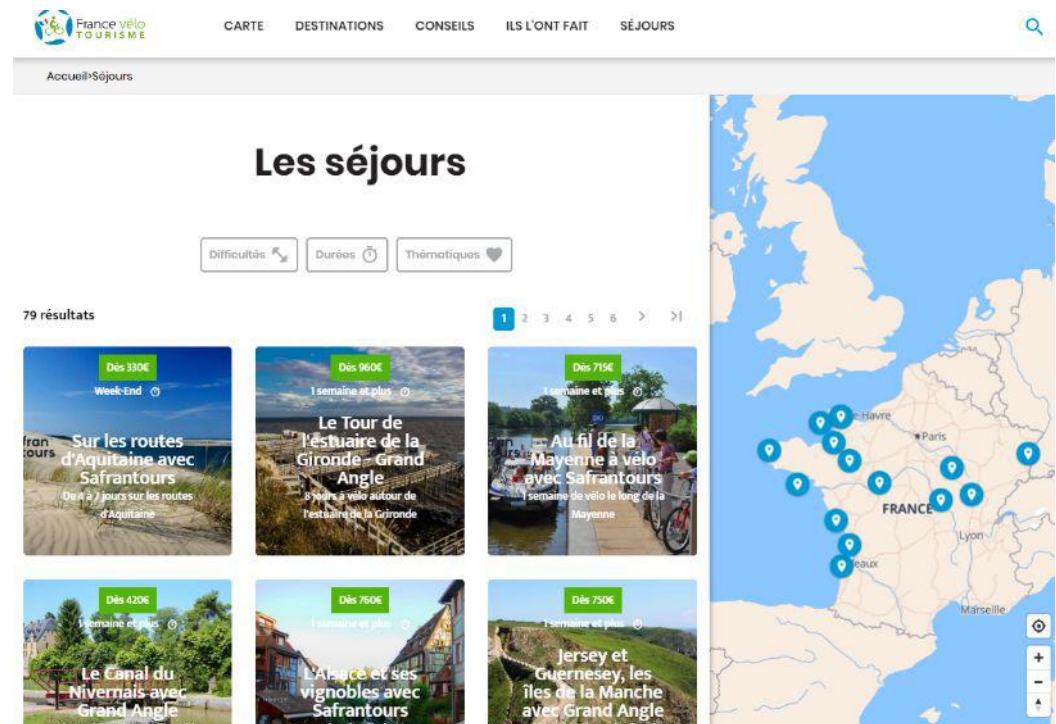 France vélo
TOURISME
CARTE
DESTINATIONS
CONSEILS
ILS L'ONT FAIT
SÉJOURS
Accueil>Séjours
Les séjours
Difficultés
Durées
Thématiques
79 résultats
1 2 3 4 5 6 > >|
Dès 330€
Week-End
Sur les routes
d'Aquitaine avec
Safrantours
De 4 à 7 jours sur les routes
d'Aquitaine
Dès 960€
1 semaine et plus
Le Tour de
l'estuaire de la
Gironde - Grand
Angle
8 jours à vélo autour de
l'estuaire de la Grironde
Dès 715€
1 semaine et plus
Au fil de la
Mayenne à vélo
avec Safrantours
1 semaine de vélo le long de la
Mayenne
Dès 420€
1 semaine et plus
Le Canal du
Nivernais avec
Grand Angle
Dès 760€
1 semaine et plus
L'Alsace et ses
vignobles avec
Safrantours
Dès 750€
1 semaine et plus
Jersey et
Guernesey, les
îles de la Manche
avec Grand Angle
Havre
Paris
FRANCE
Lyon
eaux
Marseille
+
-